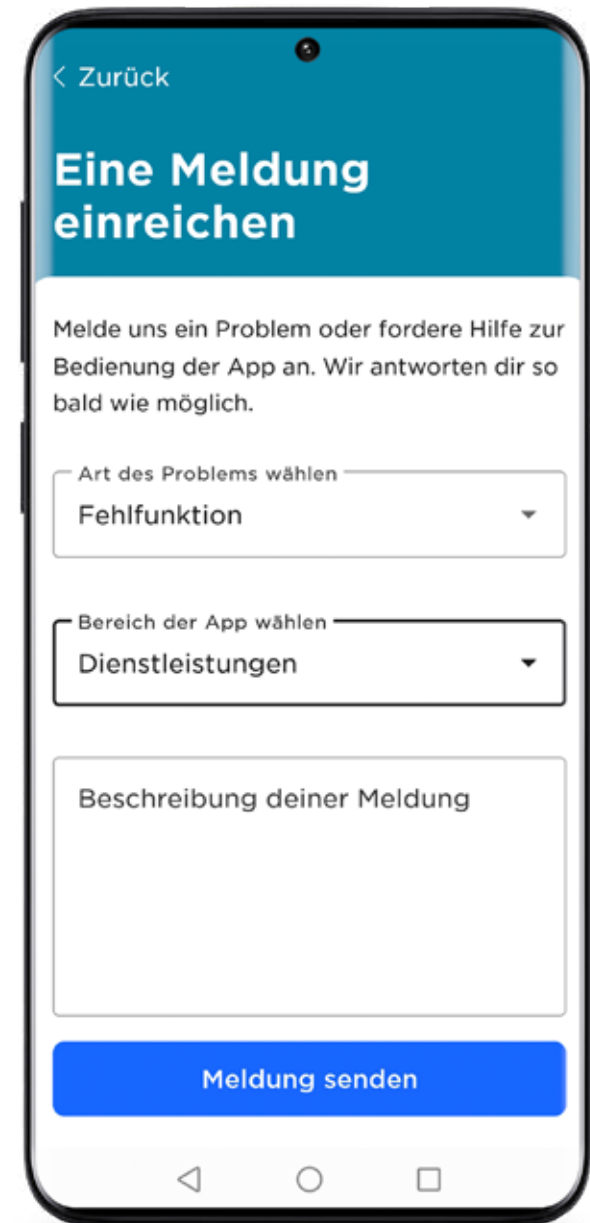 < Zurück
Eine Meldung
einreichen
Melde uns ein Problem oder fordere Hilfe zur
Bedienung der App an. Wir antworten dir so
bald wie möglich.
Art des Problems wählen
Fehlfunktion
Bereich der App wählen
Dienstleistungen
Beschreibung deiner Meldung
Meldung senden